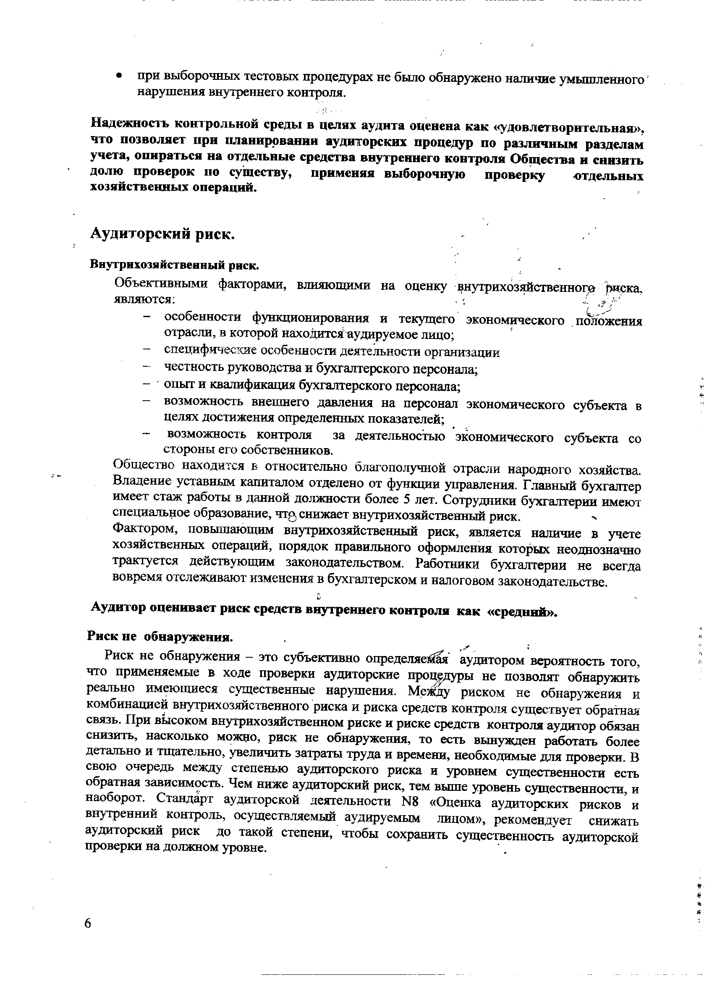 • при выборочных тестовых процедурах не было обнаружено наличие умышленного
нарушения внутреннего контроля.
Надежность контрольной среды в целях аудита оценена как «удовлетворительная»,
что позволяет при планировании аудиторских процедур по различным разделам
учета, опираться на отдельные средства внутреннего контроля Общества и снизить
долю проверок по существу, применяя выборочную проверку отдельных
хозяйственных операций.
Аудиторский риск.
Внутрихозяйственный риск.
Объективными факторами, влияющими на оценку внутрихозяйственного риска,
являются:
– особенности функционирования и текущего экономического положения
отрасли, в которой находится аудируемое лицо;
– специфические особенности деятельности организации
– честность руководства и бухгалтерского персонала;
– опыт и квалификация бухгалтерского персонала;
– возможность внешнего давления на персонал экономического субъекта в
целях достижения определенных показателей;
– возможность контроля за деятельностью экономического субъекта со
стороны его собственников.
Общество находится в относительно благополучной отрасли народного хозяйства.
Владение уставным капиталом отделено от функции управления. Главный бухгалтер
имеет стаж работы в данной должности более 5 лет. Сотрудники бухгалтерии имеют
специальное образование, что снижает внутрихозяйственный риск.
Фактором, повышающим внутрихозяйственный риск, является наличие в учете
хозяйственных операций, порядок правильного оформления которых неоднозначно
трактуется действующим законодательством. Работники бухгалтерии не всегда
вовремя отслеживают изменения в бухгалтерском и налоговом законодательстве.
Аудитор оценивает риск средств внутреннего контроля как «средний».
Риск не обнаружения.
Риск не обнаружения – это субъективно определяемая аудитором вероятность того,
что применяемые в ходе проверки аудиторские процедуры не позволят обнаружить
реально имеющиеся существенные нарушения. Между риском не обнаружения и
комбинацией внутрихозяйственного риска и риска средств контроля существует обратная
связь. При высоком внутрихозяйственном риске и риске средств контроля аудитор обязан
снизить, насколько можно, риск не обнаружения, то есть вынужден работать более
детально и тщательно, увеличить затраты труда и времени, необходимые для проверки. В
свою очередь между степенью аудиторского риска и уровнем существенности есть
обратная зависимость. Чем ниже аудиторский риск, тем выше уровень существенности, и
наоборот. Стандарт аудиторской деятельности N8 «Оценка аудиторских рисков и
внутренний контроль, осуществляемый аудируемым лицом», рекомендует снижать
аудиторский риск до такой степени, чтобы сохранить существенность аудиторской
проверки на должном уровне.
6